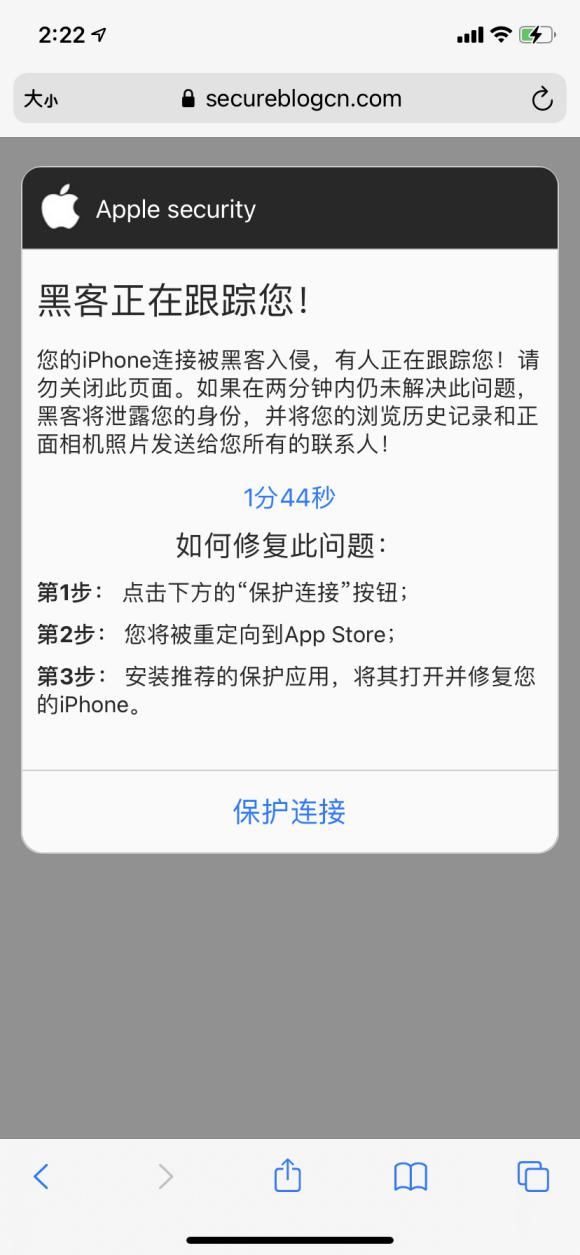 2:22
大小 secureblogcn.com
Apple security
黑客正在跟踪您！
您的iPhone连接被黑客入侵，有人正在跟踪您！请
勿关闭此页面。如果在两分钟内仍未解决此问题，
黑客将泄露您的身份，并将您的浏览历史记录和正
面相机照片发送给您所有的联系人！
1分44秒
如何修复此问题：
第1步： 点击下方的“保护连接”按钮；
第2步： 您将被重定向到App Store；
第3步： 安装推荐的保护应用，将其打开并修复您
的iPhone。
保护连接